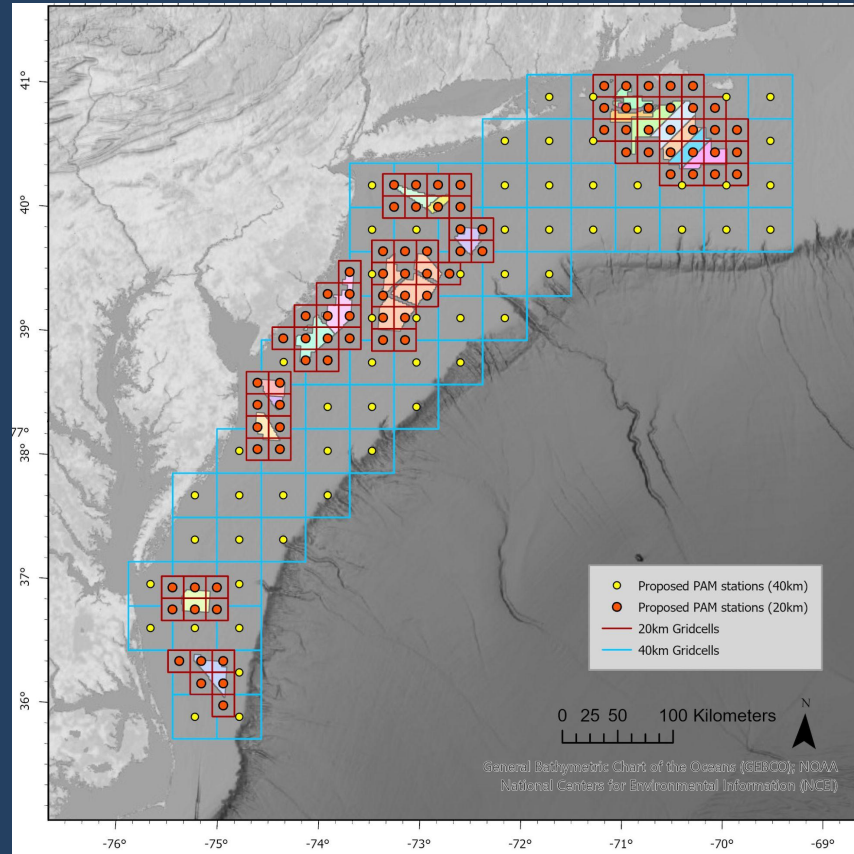 41°
40°
39°
77
38°
37°
36°
Proposed PAM stations (40km)
Proposed PAM stations (20km)
20km Gridcells
40km Gridcells
N
0 25 50 100 Kilometers
General Bathymetric Chart of the Oceans (GEBCO); NOAA
National Centers for Environmental Information (NCEI)
-76° -75° -74° -73° -72° -71° -70° -69°